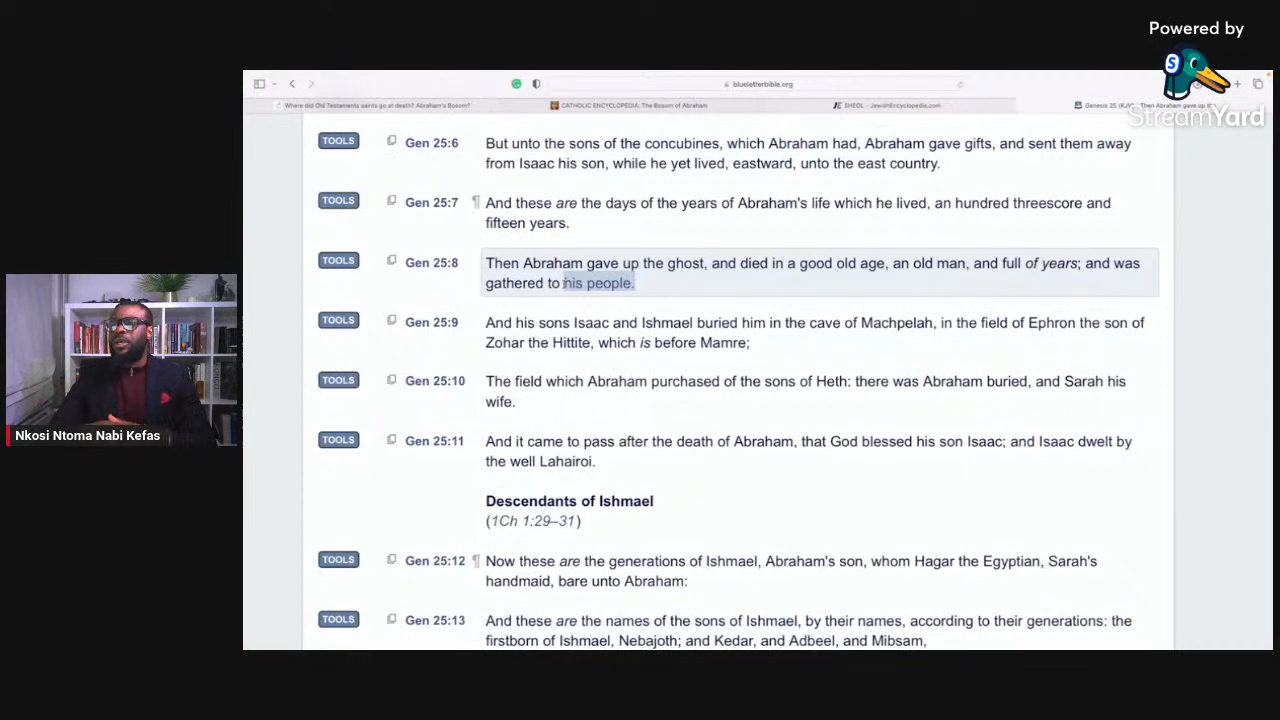 Powered by
S
StreamYard
blueletterbible.org
Where did Old Testaments saints go at death? Abraham's Bosom?
CATHOLIC ENCYCLOPEDIA: The Bosom of Abraham
SHEOL - JewishEncyclopedia.com
Genesis 25 (KJV) - Then Abraham gave up
TOOLS Gen 25:6 But unto the sons of the concubines, which Abraham had, Abraham gave gifts, and sent them away
from Isaac his son, while he yet lived, eastward, unto the east country.
TOOLS Gen 25:7 ¶ And these are the days of the years of Abraham's life which he lived, an hundred threescore and
fifteen years.
TOOLS Gen 25:8 Then Abraham gave up the ghost, and died in a good old age, an old man, and full of years; and was
gathered to his people.
TOOLS Gen 25:9 And his sons Isaac and Ishmael buried him in the cave of Machpelah, in the field of Ephron the son of
Zohar the Hittite, which is before Mamre;
TOOLS Gen 25:10 The field which Abraham purchased of the sons of Heth: there was Abraham buried, and Sarah his
wife.
TOOLS Gen 25:11 And it came to pass after the death of Abraham, that God blessed his son Isaac; and Isaac dwelt by
the well Lahairoi.
Descendants of Ishmael
(1Ch 1:29–31)
TOOLS Gen 25:12 ¶ Now these are the generations of Ishmael, Abraham's son, whom Hagar the Egyptian, Sarah's
handmaid, bare unto Abraham:
TOOLS Gen 25:13 And these are the names of the sons of Ishmael, by their names, according to their generations: the
firstborn of Ishmael, Nebajoth; and Kedar, and Adbeel, and Mibsam,
Nkosi Ntoma Nabi Kefas